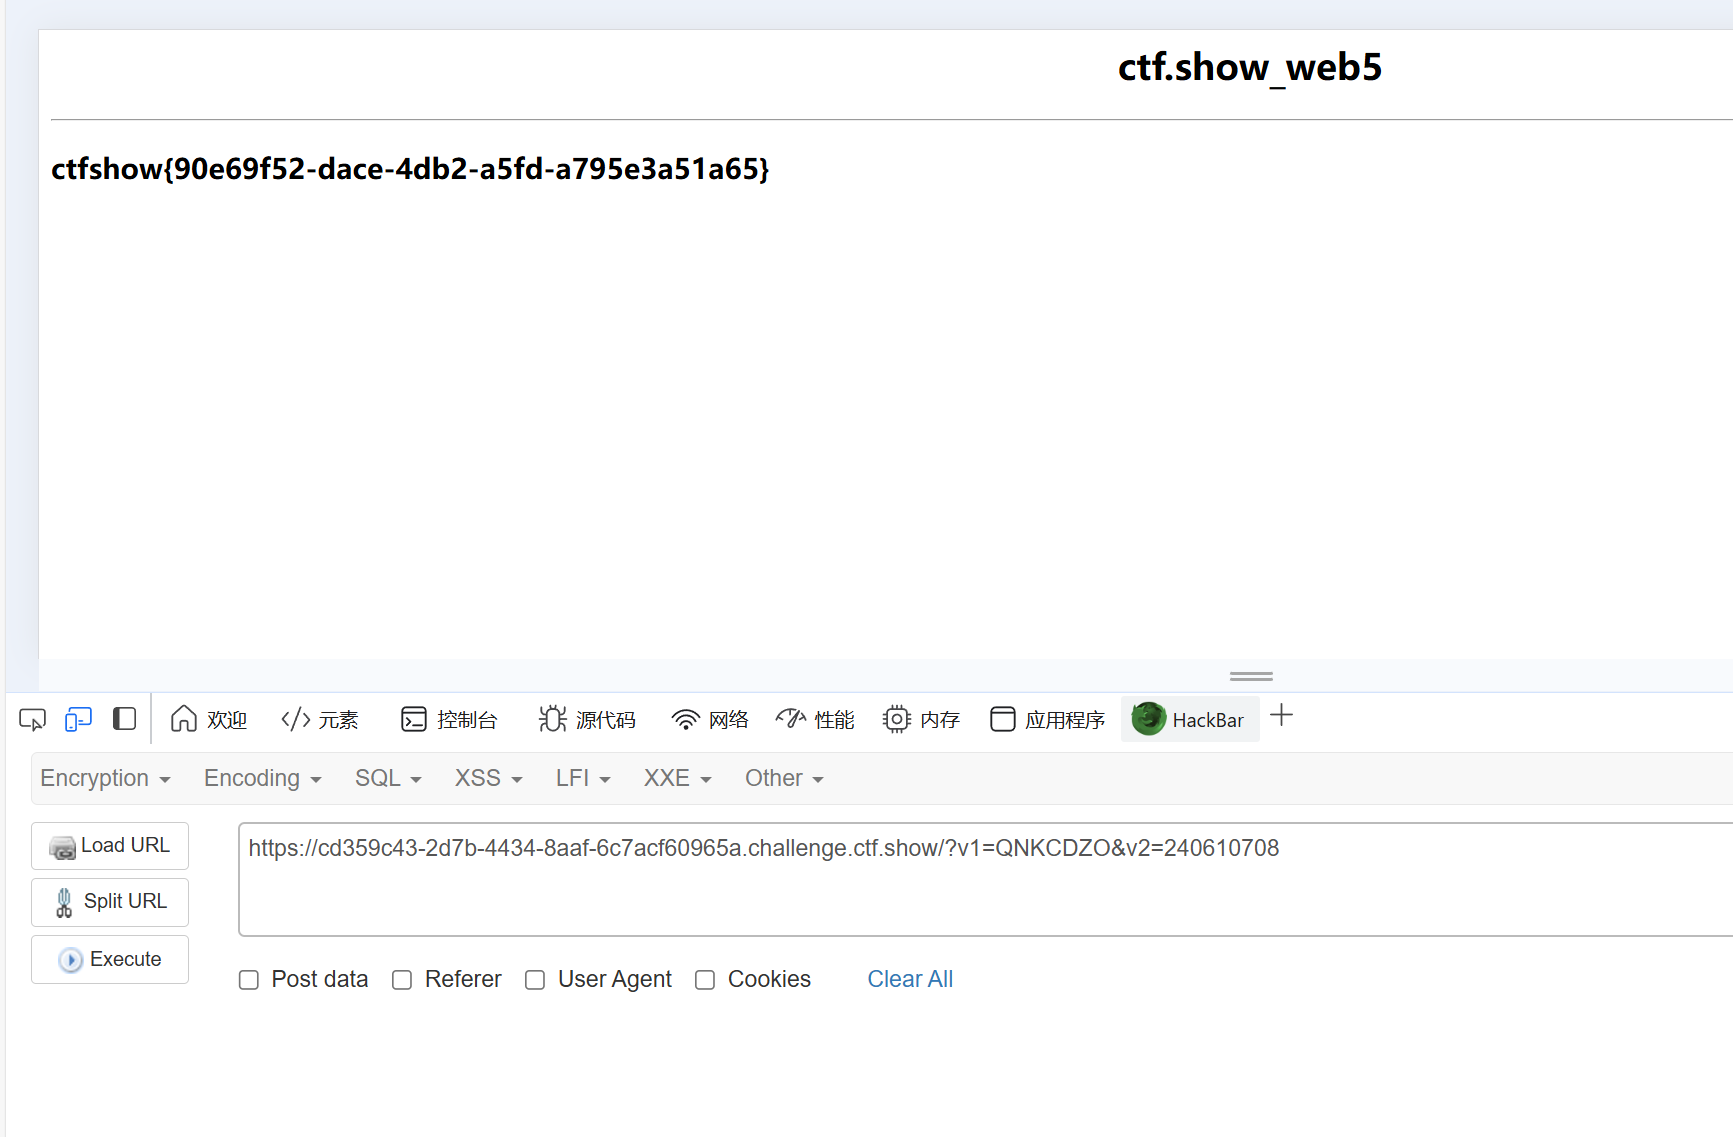 ctf.show_web5
ctfshow{90e69f52-dace-4db2-a5fd-a795e3a51a65}
欢迎 </> 元素 控制台 源代码 网络 性能 内存 应用程序 HackBar
Encryption Encoding SQL XSS LFI XXE Other
Load URL
https://cd359c43-2d7b-4434-8aaf-6c7acf60965a.challenge.ctf.show/?v1=QNKCDZO&v2=240610708
Split URL
Execute
Post data Referer User Agent Cookies Clear All